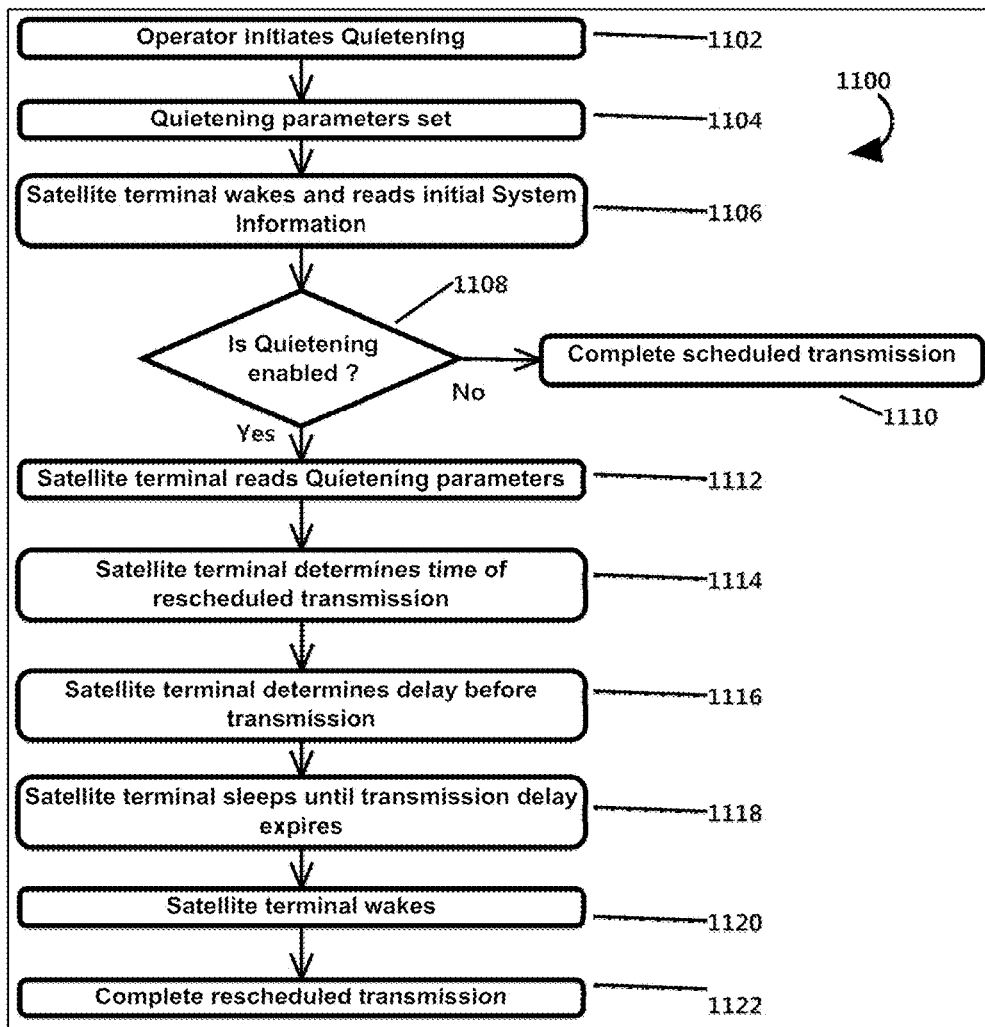 Operator initiates Quietening
1102
1100
Quietening parameters set
1104
Satellite terminal wakes and reads initial System
Information
1106
1108
Is Quietening
enabled ?
No
Yes
Complete scheduled transmission
1110
Satellite terminal reads Quietening parameters
1112
Satellite terminal determines time of
rescheduled transmission
1114
Satellite terminal determines delay before
transmission
1116
Satellite terminal sleeps until transmission delay
expires
1118
Satellite terminal wakes
1120
Complete rescheduled transmission
1122